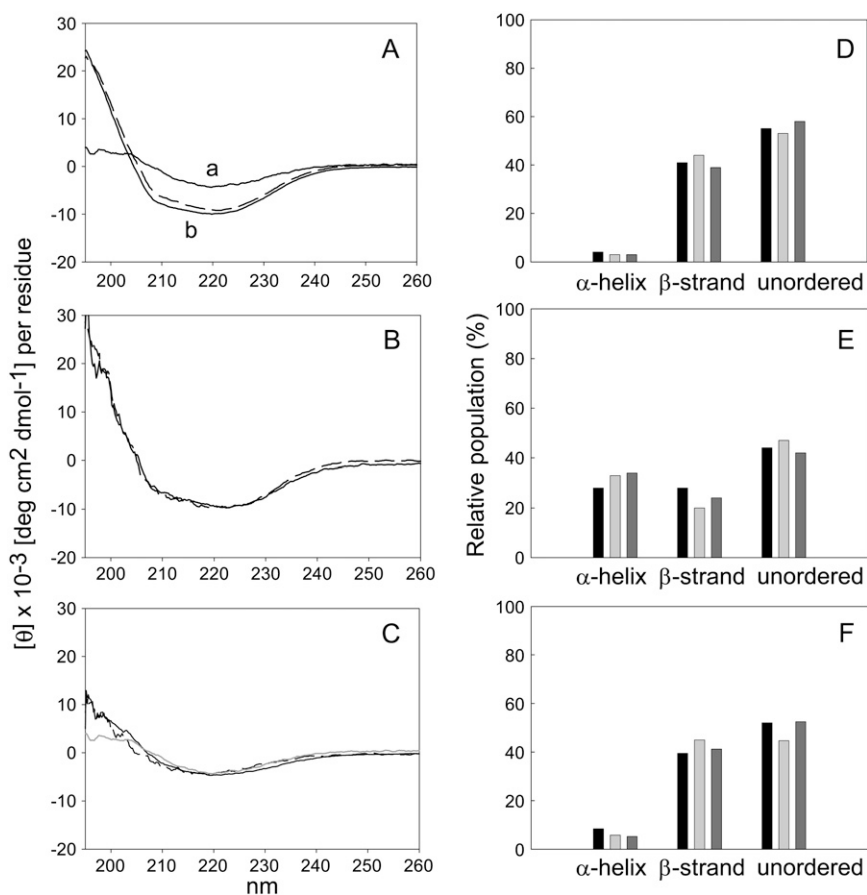 [θ] x 10-3 [deg cm2 dmol-1] per residue
30
20
10
0
-10
-20
A
a
b
200 210 220 230 240 250 260
30
20
10
0
-10
-20
B
200 210 220 230 240 250 260
30
20
10
0
-10
-20
C
200 210 220 230 240 250 260
nm
Relative population (%)
100
80
60
40
20
0
D
α-helix β-strand unordered
100
80
60
40
20
0
E
α-helix β-strand unordered
100
80
60
40
20
0
F
α-helix β-strand unordered